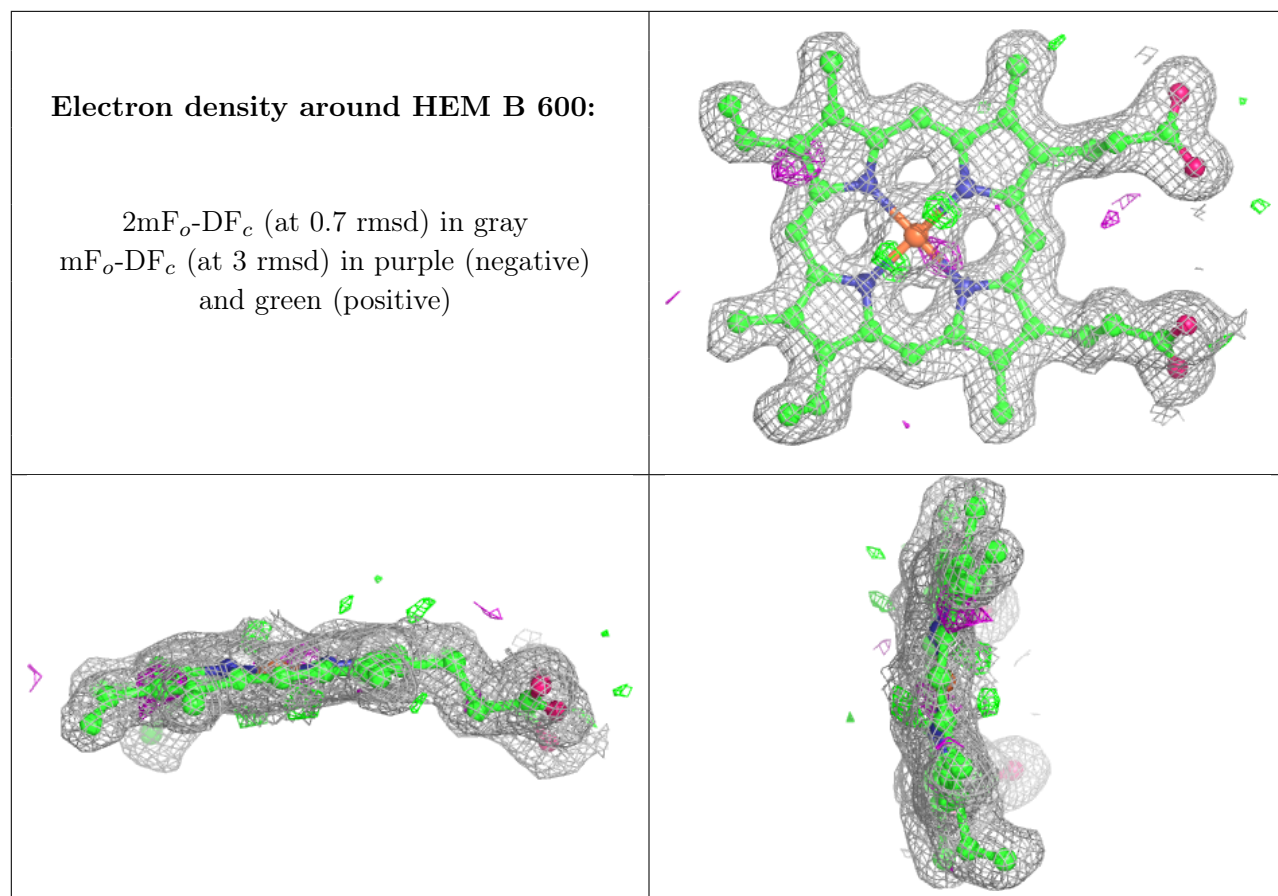 Electron density around HEM B 600:
2mFₒ-DF𝑐 (at 0.7 rmsd) in gray
mFₒ-DF𝑐 (at 3 rmsd) in purple (negative)
and green (positive)